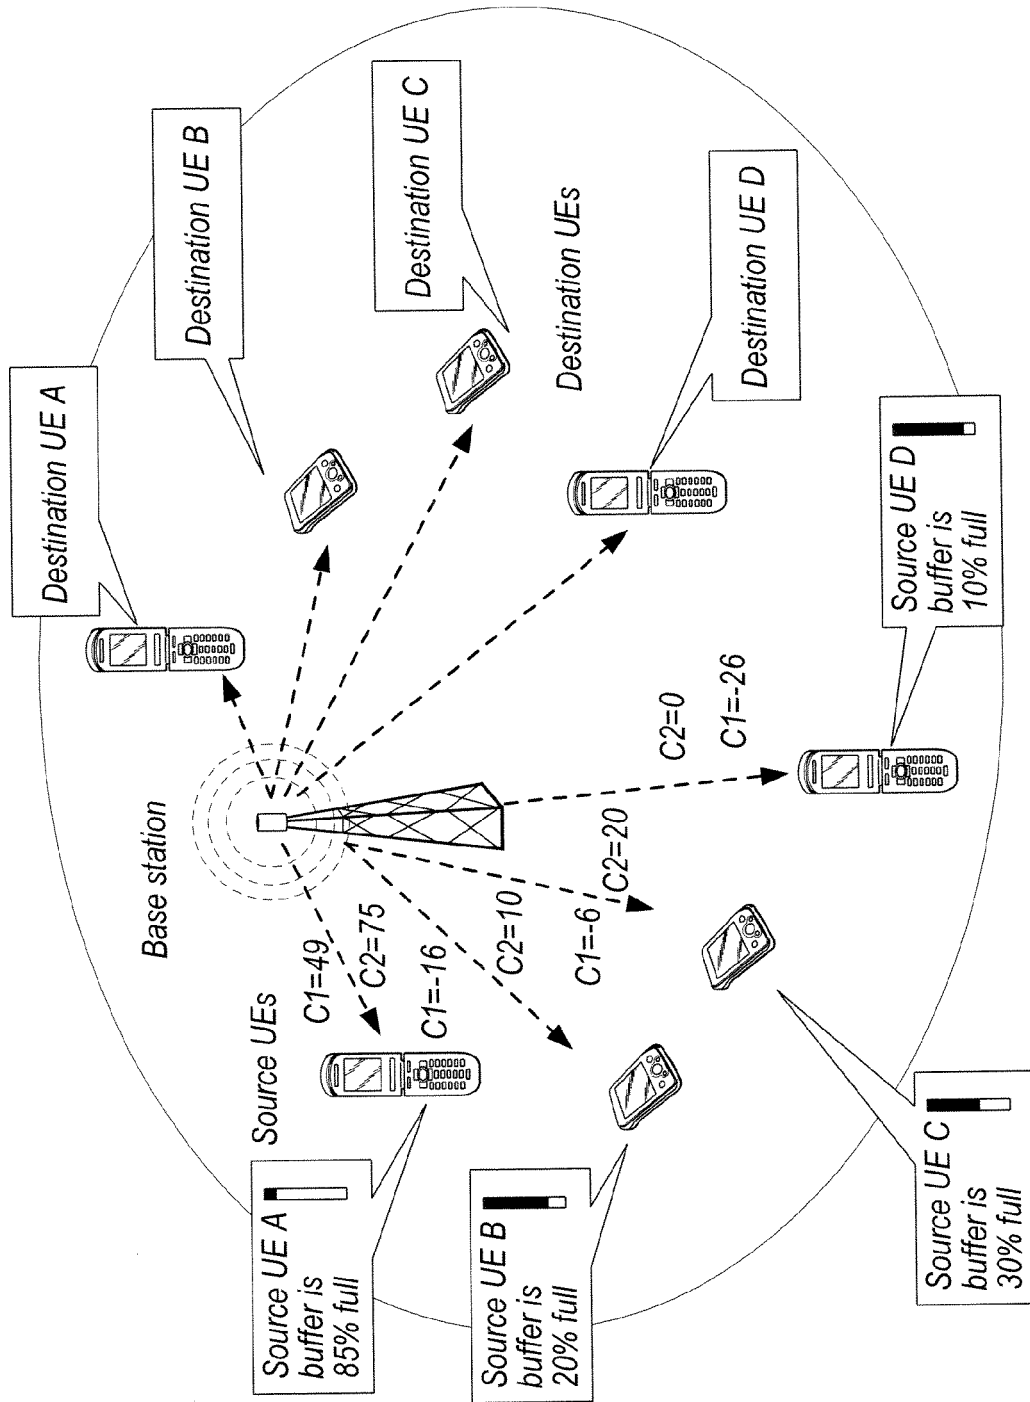 Source UEs
Base station
Destination UE A
Destination UE B
Destination UE C
Destination UEs
Destination UE D
Source UE A
buffer is
85% full
Source UE B
buffer is
20% full
Source UE C
buffer is
30% full
Source UE D
buffer is
10% full
C1=49
C2=75
C1=-16
C2=10
C1=-6
C2=20
C2=0
C1=-26